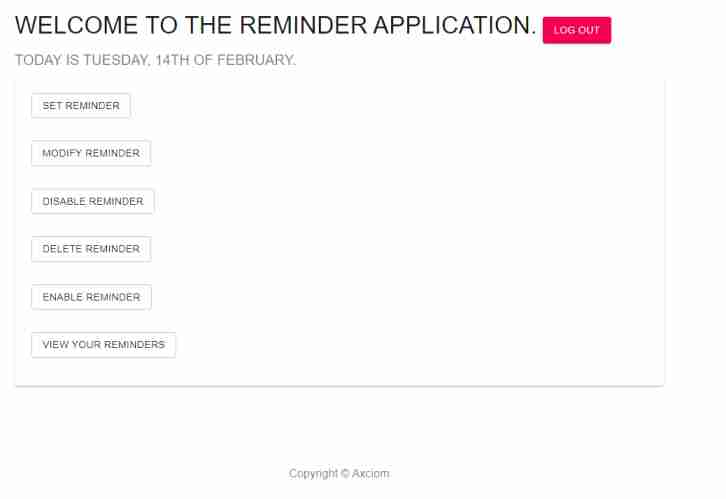 WELCOME TO THE REMINDER APPLICATION. LOG OUT
TODAY IS TUESDAY, 14TH OF FEBRUARY.
SET REMINDER
MODIFY REMINDER
DISABLE REMINDER
DELETE REMINDER
ENABLE REMINDER
VIEW YOUR REMINDERS
Copyright © Axciom